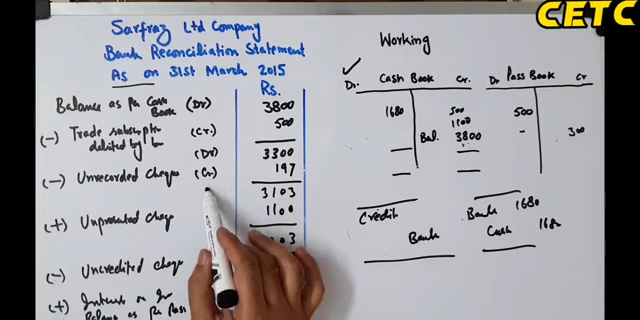 CETC
Sarfraz Ltd Company
Bank Reconciliation Statement
As on 31st March 2015
Rs.
Balance as per Cash Book (Dr) 3800
(-) Trade subscription debited by (Cr.) 500
(Dr) 3300
(-) Unrecorded cheque (Cr) 197
3103
(+) Unpresented cheq 1100
03
(-) Uncredited cheque
(+) Interest on
Balance as per Pass
Working
Dr. Cash Book Cr.
1680 500
1100
Bal. 3800
Dr Pass Book Cr
500
- 300
Credit
Bank
Bank 1680
Cash 1680